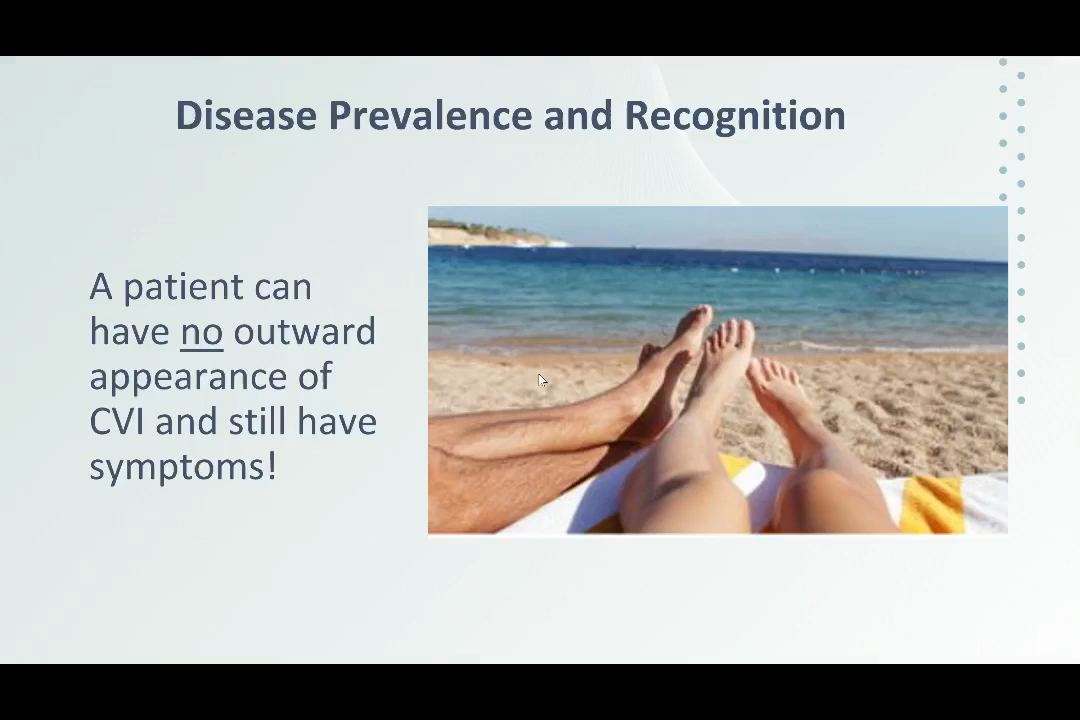 Disease Prevalence and Recognition
A patient can
have no outward
appearance of
CVI and still have
symptoms!